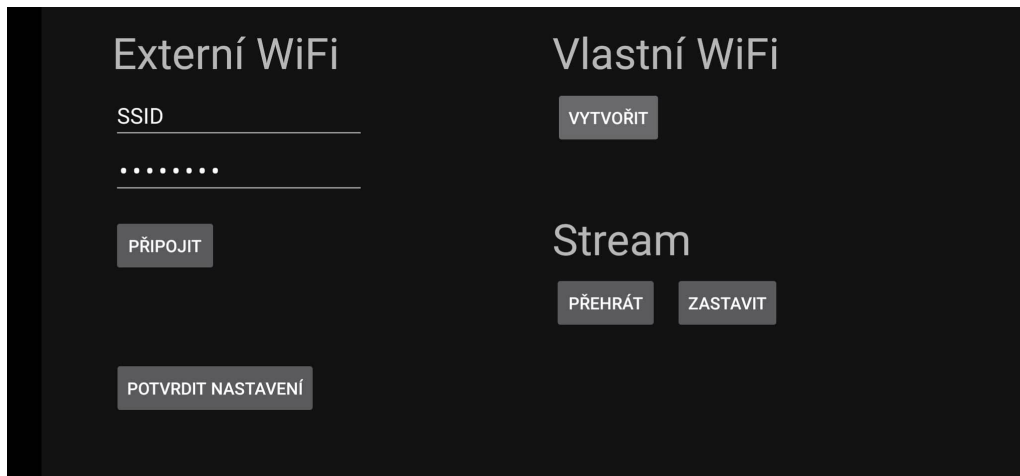 Externí WiFi
SSID
••••••••
PŘIPOJIT
POTVRDIT NASTAVENÍ
Vlastní WiFi
VYTVOŘIT
Stream
PŘEHRÁT
ZASTAVIT